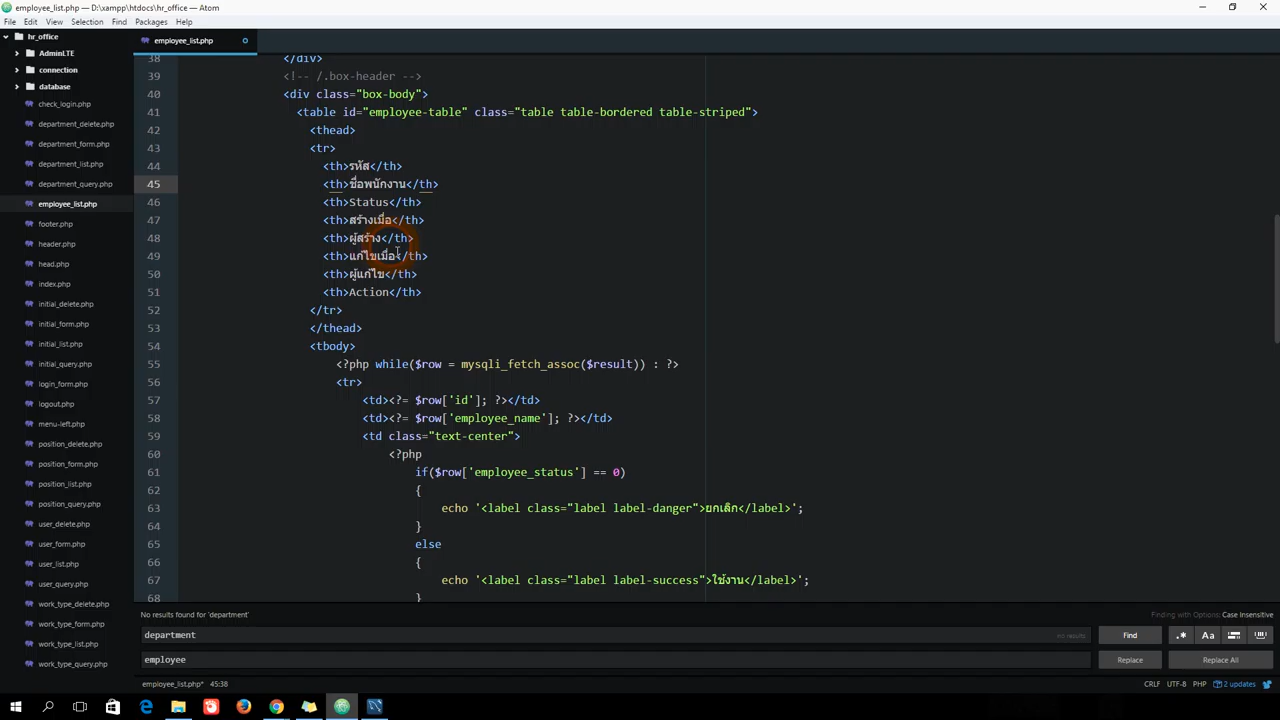 employee_list.php — D:\xampp\htdocs\hr_office — Atom
File Edit View Selection Find Packages Help
hr_office
AdminLTE
connection
database
check_login.php
department_delete.php
department_form.php
department_list.php
department_query.php
employee_list.php
footer.php
header.php
head.php
index.php
initial_delete.php
initial_form.php
initial_list.php
initial_query.php
login_form.php
logout.php
menu-left.php
position_delete.php
position_form.php
position_list.php
position_query.php
user_delete.php
user_form.php
user_list.php
user_query.php
work_type_delete.php
work_type_form.php
work_type_list.php
work_type_query.php
employee_list.php
38 </div>
39 <!-- /.box-header -->
40 <div class="box-body">
41 <table id="employee-table" class="table table-bordered table-striped">
42 <thead>
43 <tr>
44 <th>รหัส</th>
45 <th>ชื่อพนักงาน</th>
46 <th>Status</th>
47 <th>สร้างเมื่อ</th>
48 <th>ผู้สร้าง</th>
49 <th>แก้ไขเมื่อ</th>
50 <th>ผู้แก้ไข</th>
51 <th>Action</th>
52 </tr>
53 </thead>
54 <tbody>
55 <?php while($row = mysqli_fetch_assoc($result)) : ?>
56 <tr>
57 <td><?= $row['id']; ?></td>
58 <td><?= $row['employee_name']; ?></td>
59 <td class="text-center">
60 <?php
61 if($row['employee_status'] == 0)
62 {
63 echo '<label class="label label-danger">ยกเลิก</label>';
64 }
65 else
66 {
67 echo '<label class="label label-success">ใช้งาน</label>';
68 }
No results found for 'department'
Finding with Options: Case Insensitive
department
no results
Find
.* Aa
employee
Replace
Replace All
employee_list.php* 45:38
CRLF UTF-8 PHP 2 updates